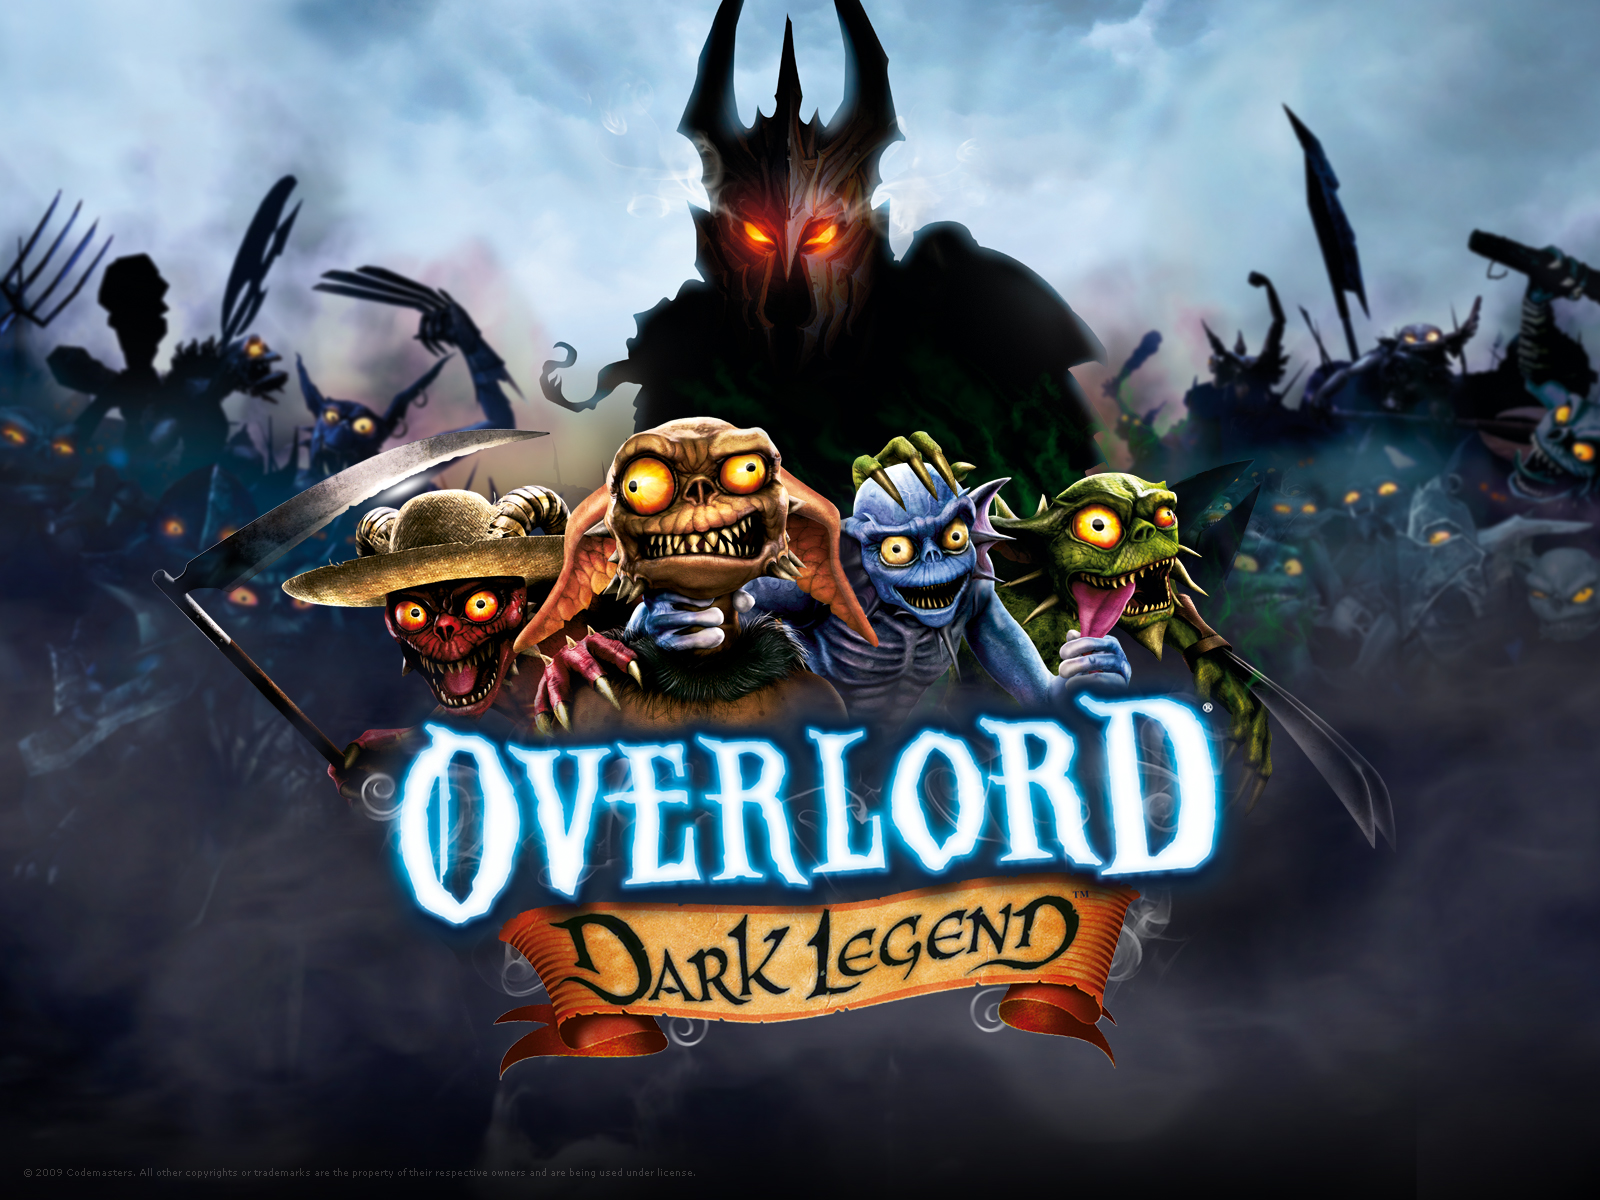 OVERLORD®
DARK LEGEND™
© 2009 Codemasters. All other copyrights or trademarks are the property of their respective owners and are being used under license.